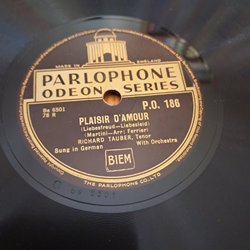 MADE IN ENGLAND
PARLOPHONE
ODEON SERIES
Be 6501
78 R
P.O. 186
PLAISIR D'AMOUR
(Liebesfreud—Liebesleid)
(Martini—Arr: Ferrier)
RICHARD TAUBER, Tenor
Sung in German
With Orchestra
BIEM
THE PARLOPHONE CO. LTD.